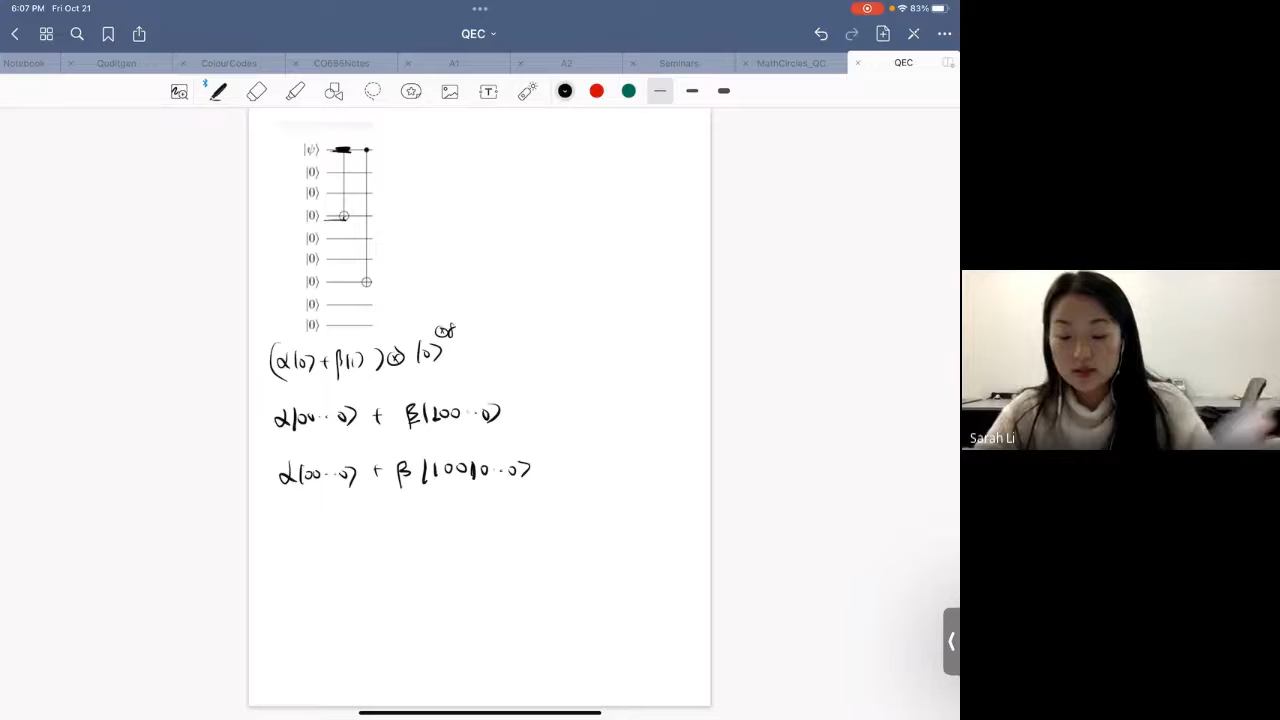 6:07 PM Fri Oct 21
83%
QEC
Notebook
Quditgen
ColourCodes
CO686Notes
A1
A2
Seminars
MathCircles_QC
QEC
|ψ⟩
|0⟩
|0⟩
|0⟩
|0⟩
|0⟩
|0⟩
|0⟩
|0⟩
(α|0⟩+β|1⟩)⊗|0⟩^⊗8
α|00...0⟩ + β|100...0⟩
α|00...0⟩ + β|10010...0⟩
Sarah Li